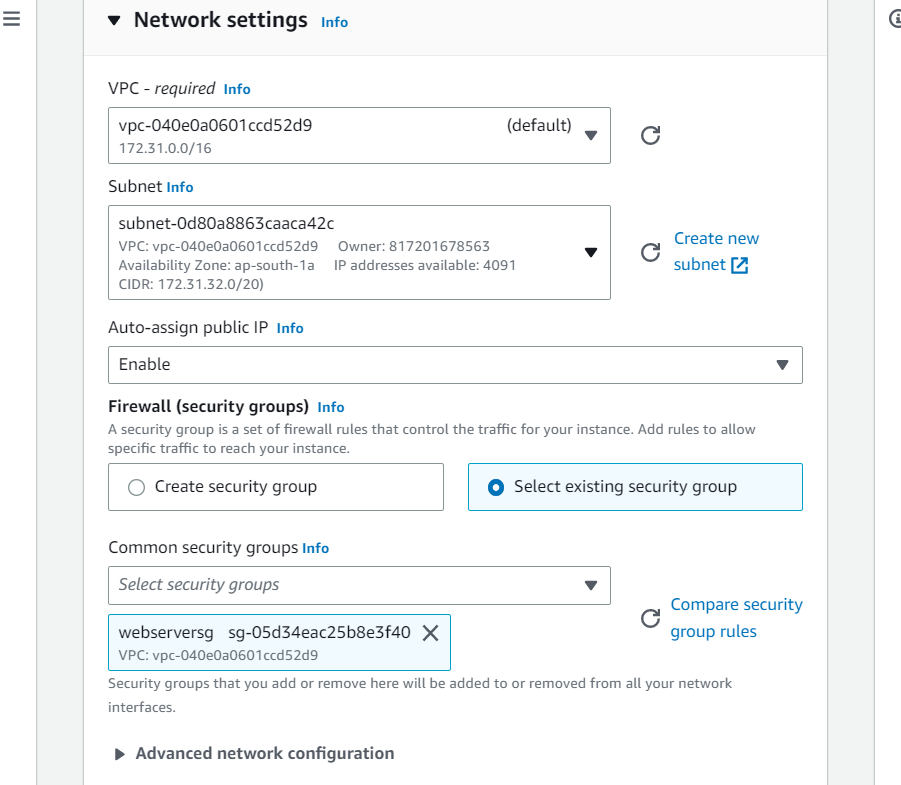 Network settings Info
VPC - required Info
vpc-040e0a0601ccd52d9 (default)
172.31.0.0/16
Subnet Info
subnet-0d80a8863caaca42c
VPC: vpc-040e0a0601ccd52d9 Owner: 817201678563
Availability Zone: ap-south-1a IP addresses available: 4091
CIDR: 172.31.32.0/20)
Create new
subnet
Auto-assign public IP Info
Enable
Firewall (security groups) Info
A security group is a set of firewall rules that control the traffic for your instance. Add rules to allow
specific traffic to reach your instance.
Create security group
Select existing security group
Common security groups Info
Select security groups
webserversg sg-05d34eac25b8e3f40
VPC: vpc-040e0a0601ccd52d9
Compare security
group rules
Security groups that you add or remove here will be added to or removed from all your network
interfaces.
Advanced network configuration